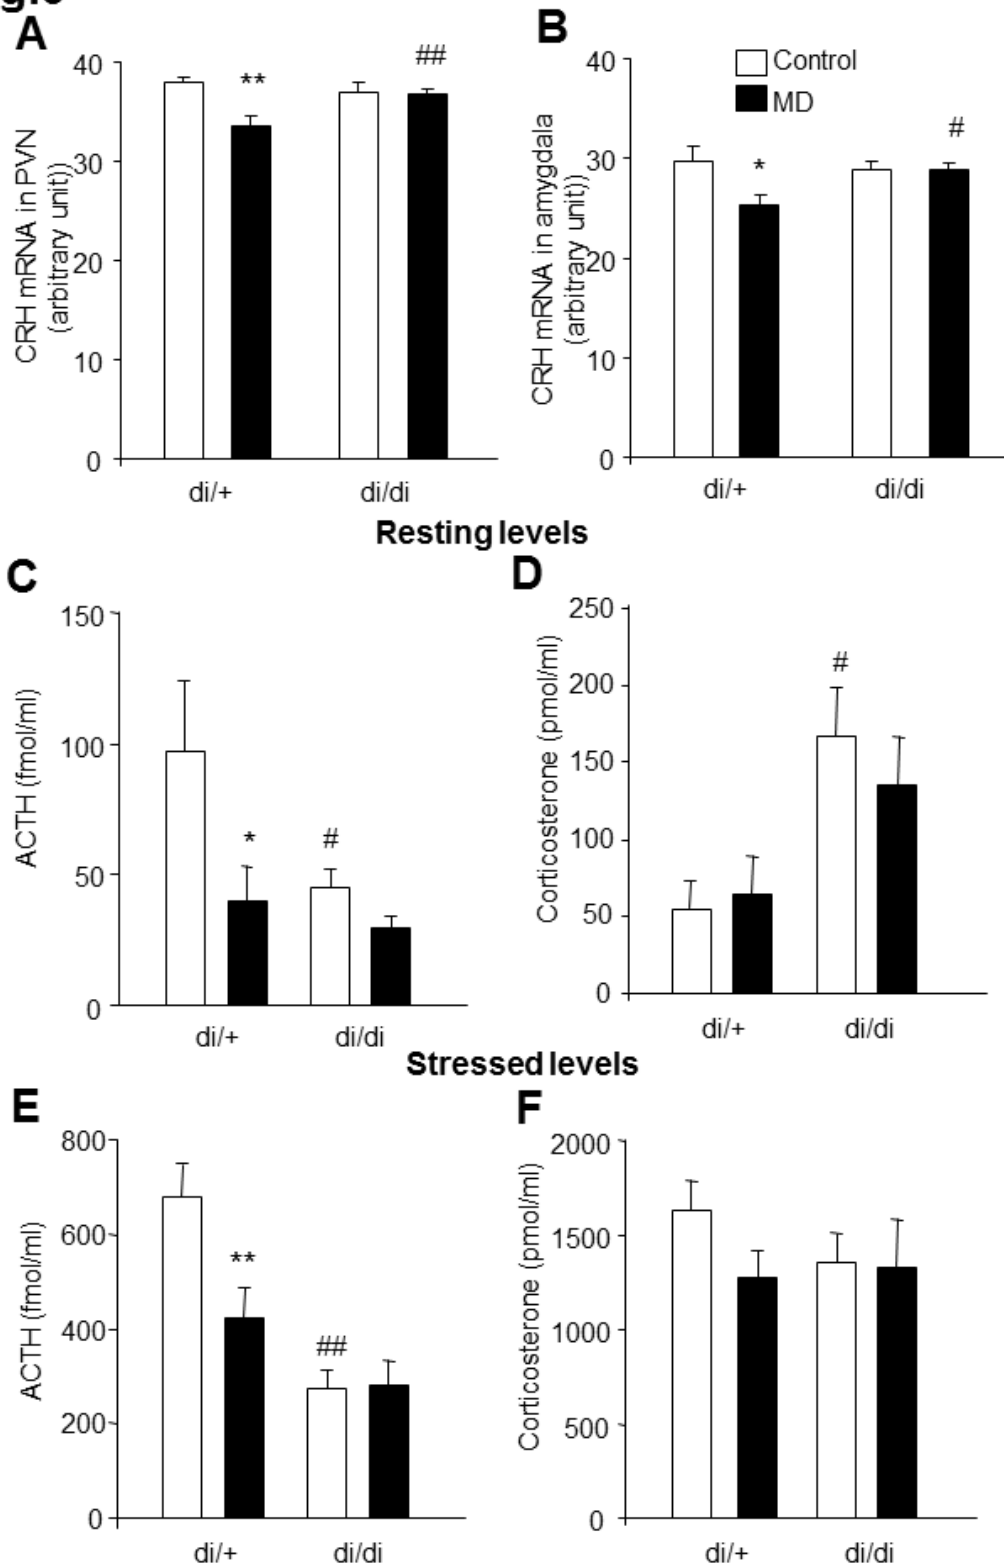 A
B
Control
MD
##
**
#
*
CRH mRNA in PVN
(arbitrary unit))
40
30
20
10
0
di/+
di/di
CRH mRNA in amygdala
(arbitrary unit))
40
30
20
10
0
di/+
di/di
Resting levels
C
D
ACTH (fmol/ml)
150
100
50
0
*
#
di/+
di/di
Corticosterone (pmol/ml)
250
200
150
100
50
0
#
di/+
di/di
Stressed levels
E
F
ACTH (fmol/ml)
800
600
400
200
0
**
##
di/+
di/di
Corticosterone (pmol/ml)
2000
1500
1000
500
0
di/+
di/di